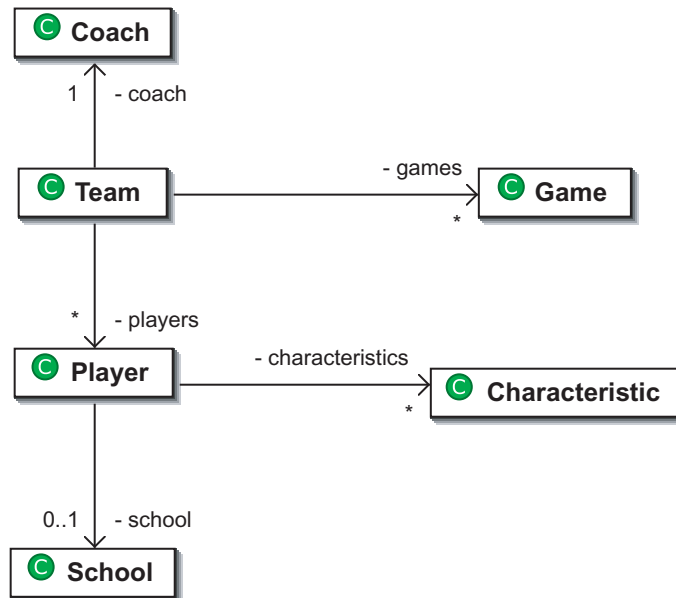 C Coach
1 - coach
C Team
- games
*
C Game
* - players
C Player
- characteristics
*
C Characteristic
0..1 - school
C School